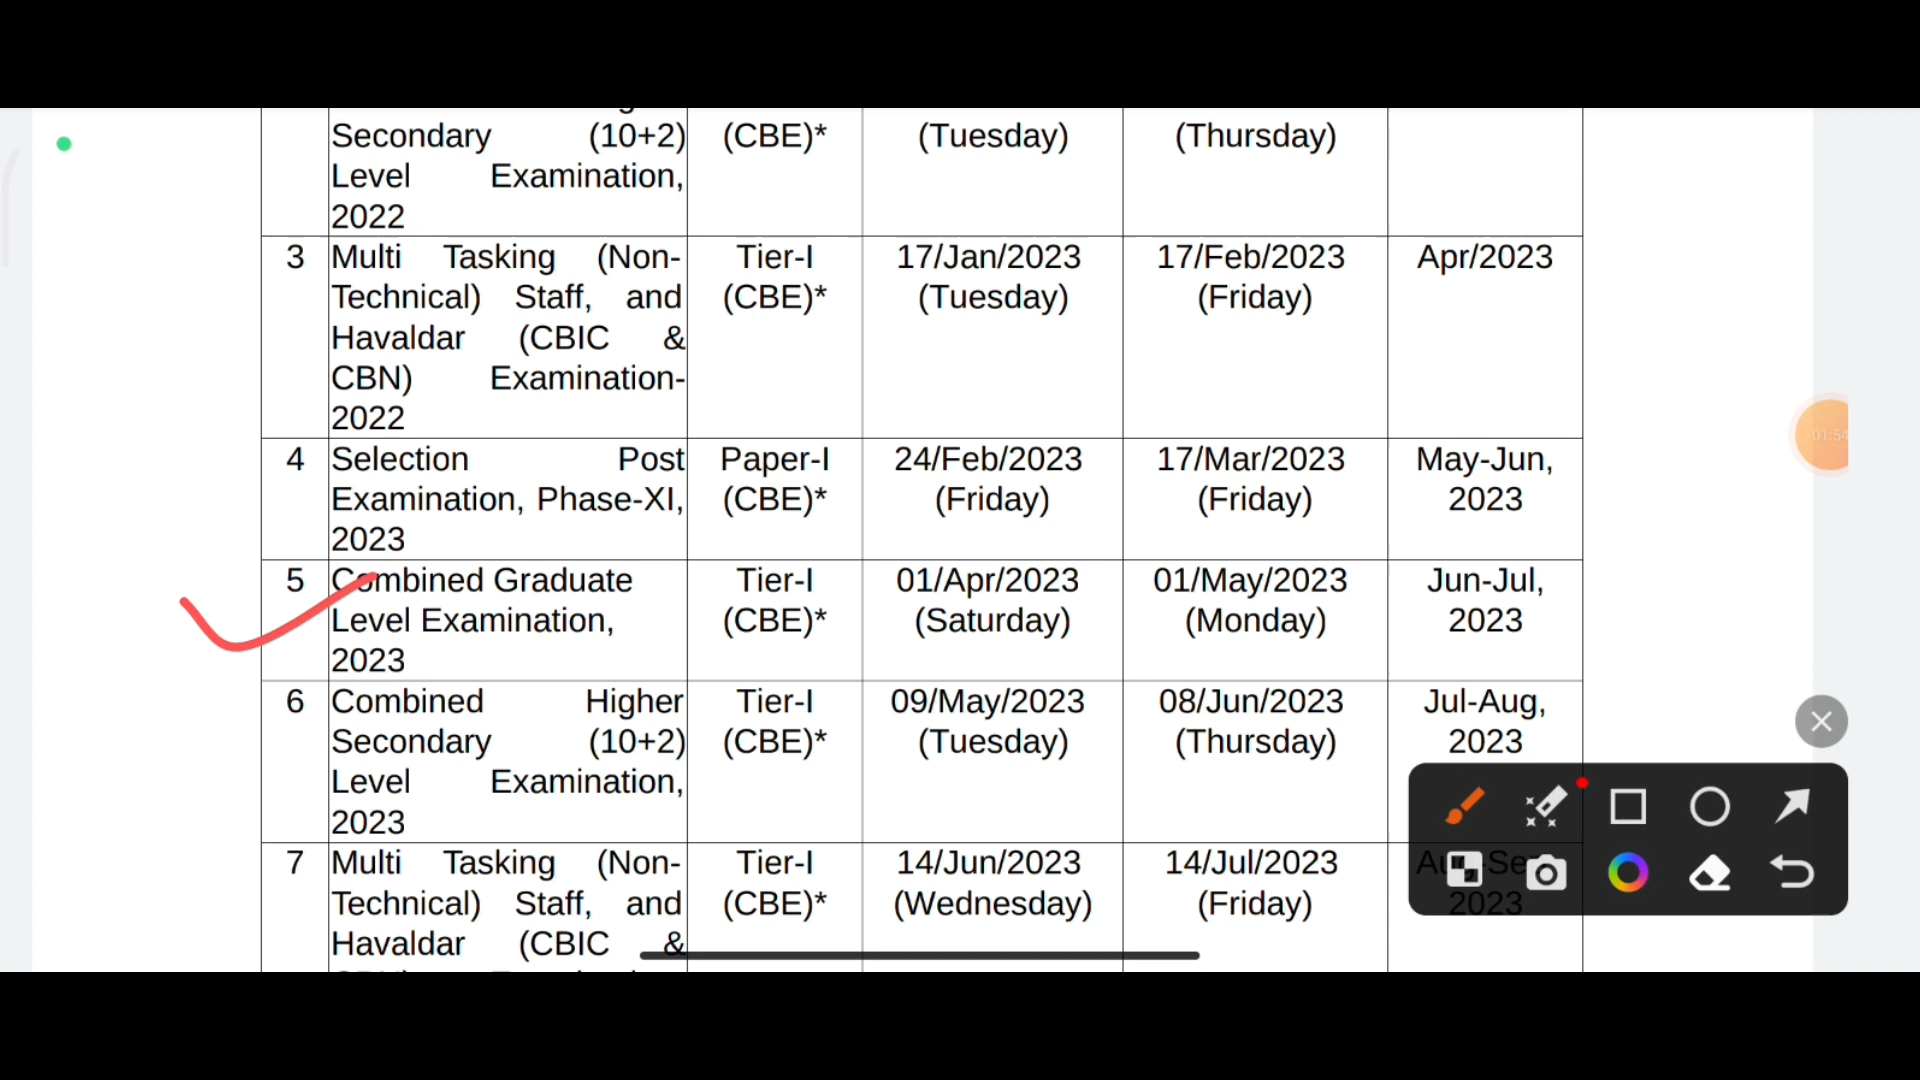 Secondary (10+2) (CBE)* (Tuesday) (Thursday)
Level Examination,
2022
3 Multi Tasking (Non- Tier-I 17/Jan/2023 17/Feb/2023 Apr/2023
Technical) Staff, and (CBE)* (Tuesday) (Friday)
Havaldar (CBIC &
CBN) Examination-
2022
4 Selection Post Paper-I 24/Feb/2023 17/Mar/2023 May-Jun,
Examination, Phase-XI, (CBE)* (Friday) (Friday) 2023
2023
5 Combined Graduate Tier-I 01/Apr/2023 01/May/2023 Jun-Jul,
Level Examination, (CBE)* (Saturday) (Monday) 2023
2023
6 Combined Higher Tier-I 09/May/2023 08/Jun/2023 Jul-Aug,
Secondary (10+2) (CBE)* (Tuesday) (Thursday) 2023
Level Examination,
2023
7 Multi Tasking (Non- Tier-I 14/Jun/2023 14/Jul/2023
Technical) Staff, and (CBE)* (Wednesday) (Friday) 2023
Havaldar (CBIC &